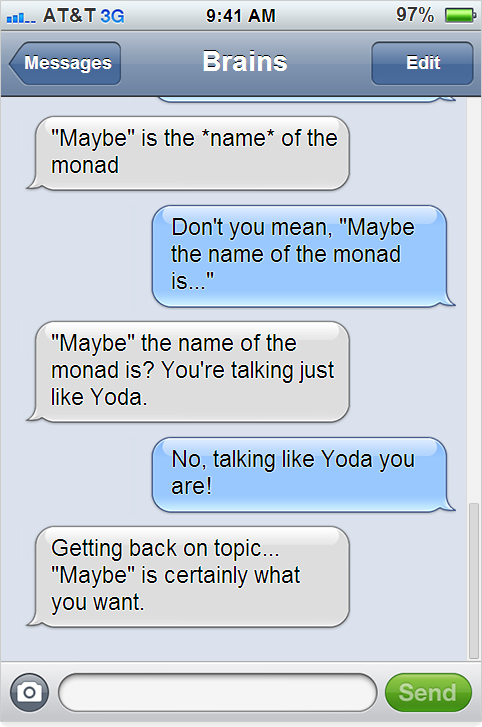 AT&T 3G 9:41 AM 97%
Messages Brains Edit
"Maybe" is the *name* of the
monad
Don't you mean, "Maybe
the name of the monad
is..."
"Maybe" the name of the
monad is? You're talking just
like Yoda.
No, talking like Yoda you
are!
Getting back on topic...
"Maybe" is certainly what
you want.
Send